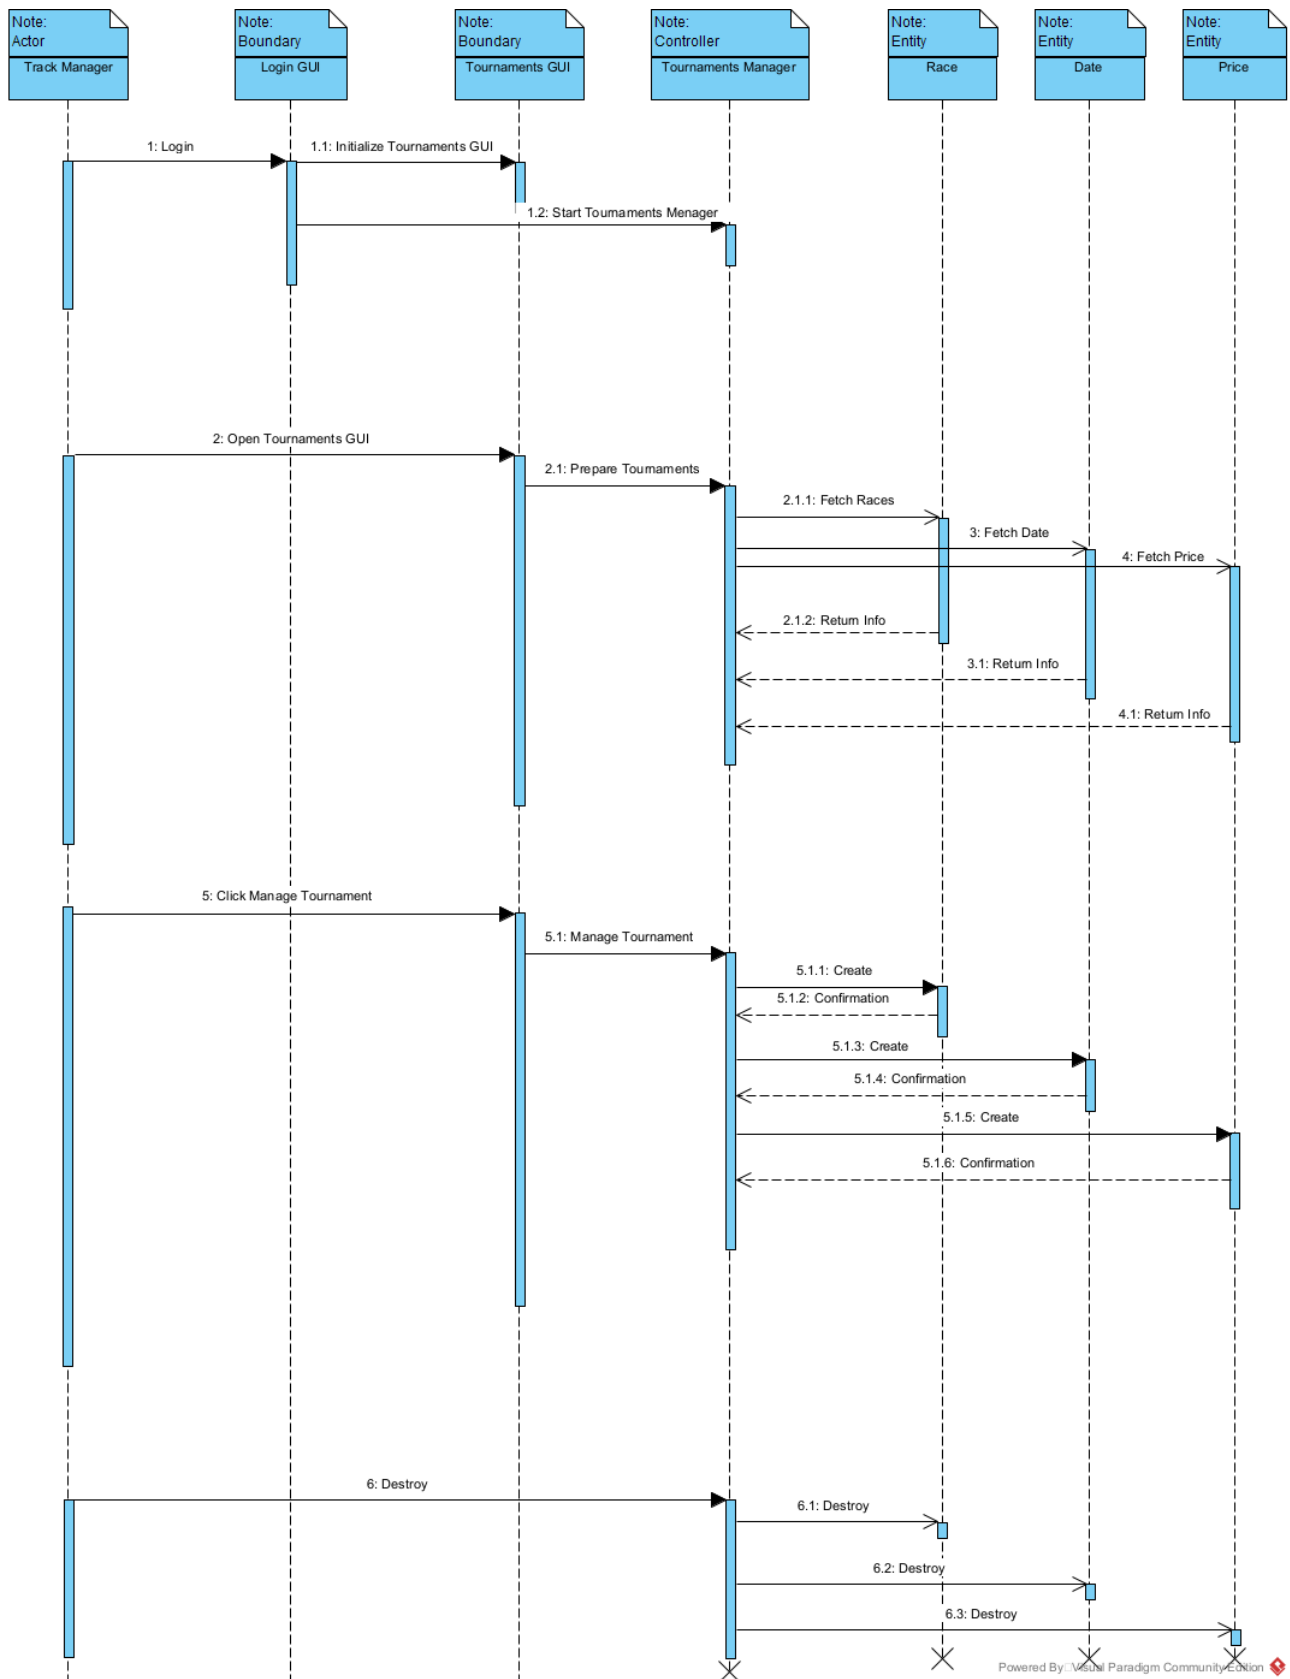 Note:
Actor
Track Manager
Note:
Boundary
Login GUI
Note:
Boundary
Tournaments GUI
Note:
Controller
Tournaments Manager
Note:
Entity
Race
Note:
Entity
Date
Note:
Entity
Price
1: Login
1.1: Initialize Tournaments GUI
1.2: Start Tournaments Menager
2: Open Tournaments GUI
2.1: Prepare Tournaments
2.1.1: Fetch Races
3: Fetch Date
4: Fetch Price
2.1.2: Return Info
3.1: Return Info
4.1: Return Info
5: Click Manage Tournament
5.1: Manage Tournament
5.1.1: Create
5.1.2: Confirmation
5.1.3: Create
5.1.4: Confirmation
5.1.5: Create
5.1.6: Confirmation
6: Destroy
6.1: Destroy
6.2: Destroy
6.3: Destroy
Powered By Visual Paradigm Community Edition